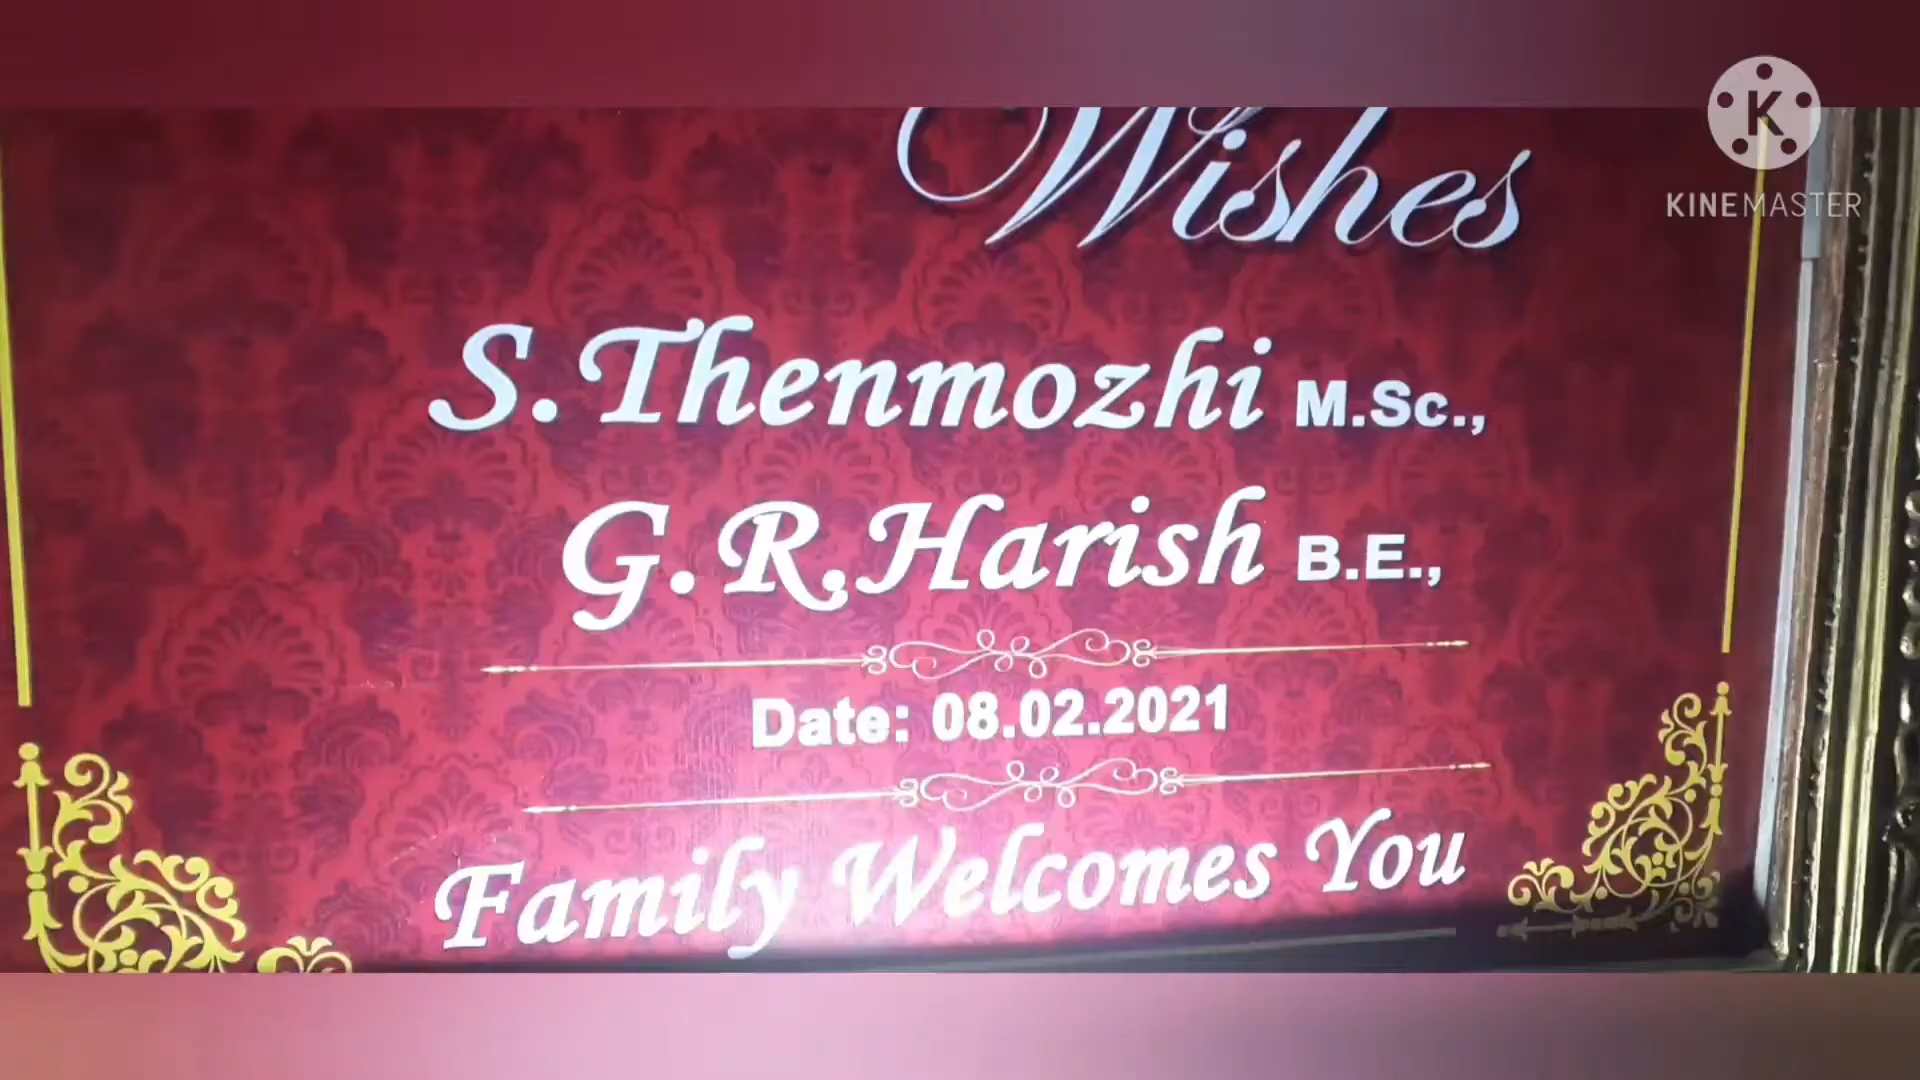 Wishes
K
KINEMASTER
S. Thenmozhi M.Sc.,
G. R. Harish B.E.,
Date: 08.02.2021
Family Welcomes You